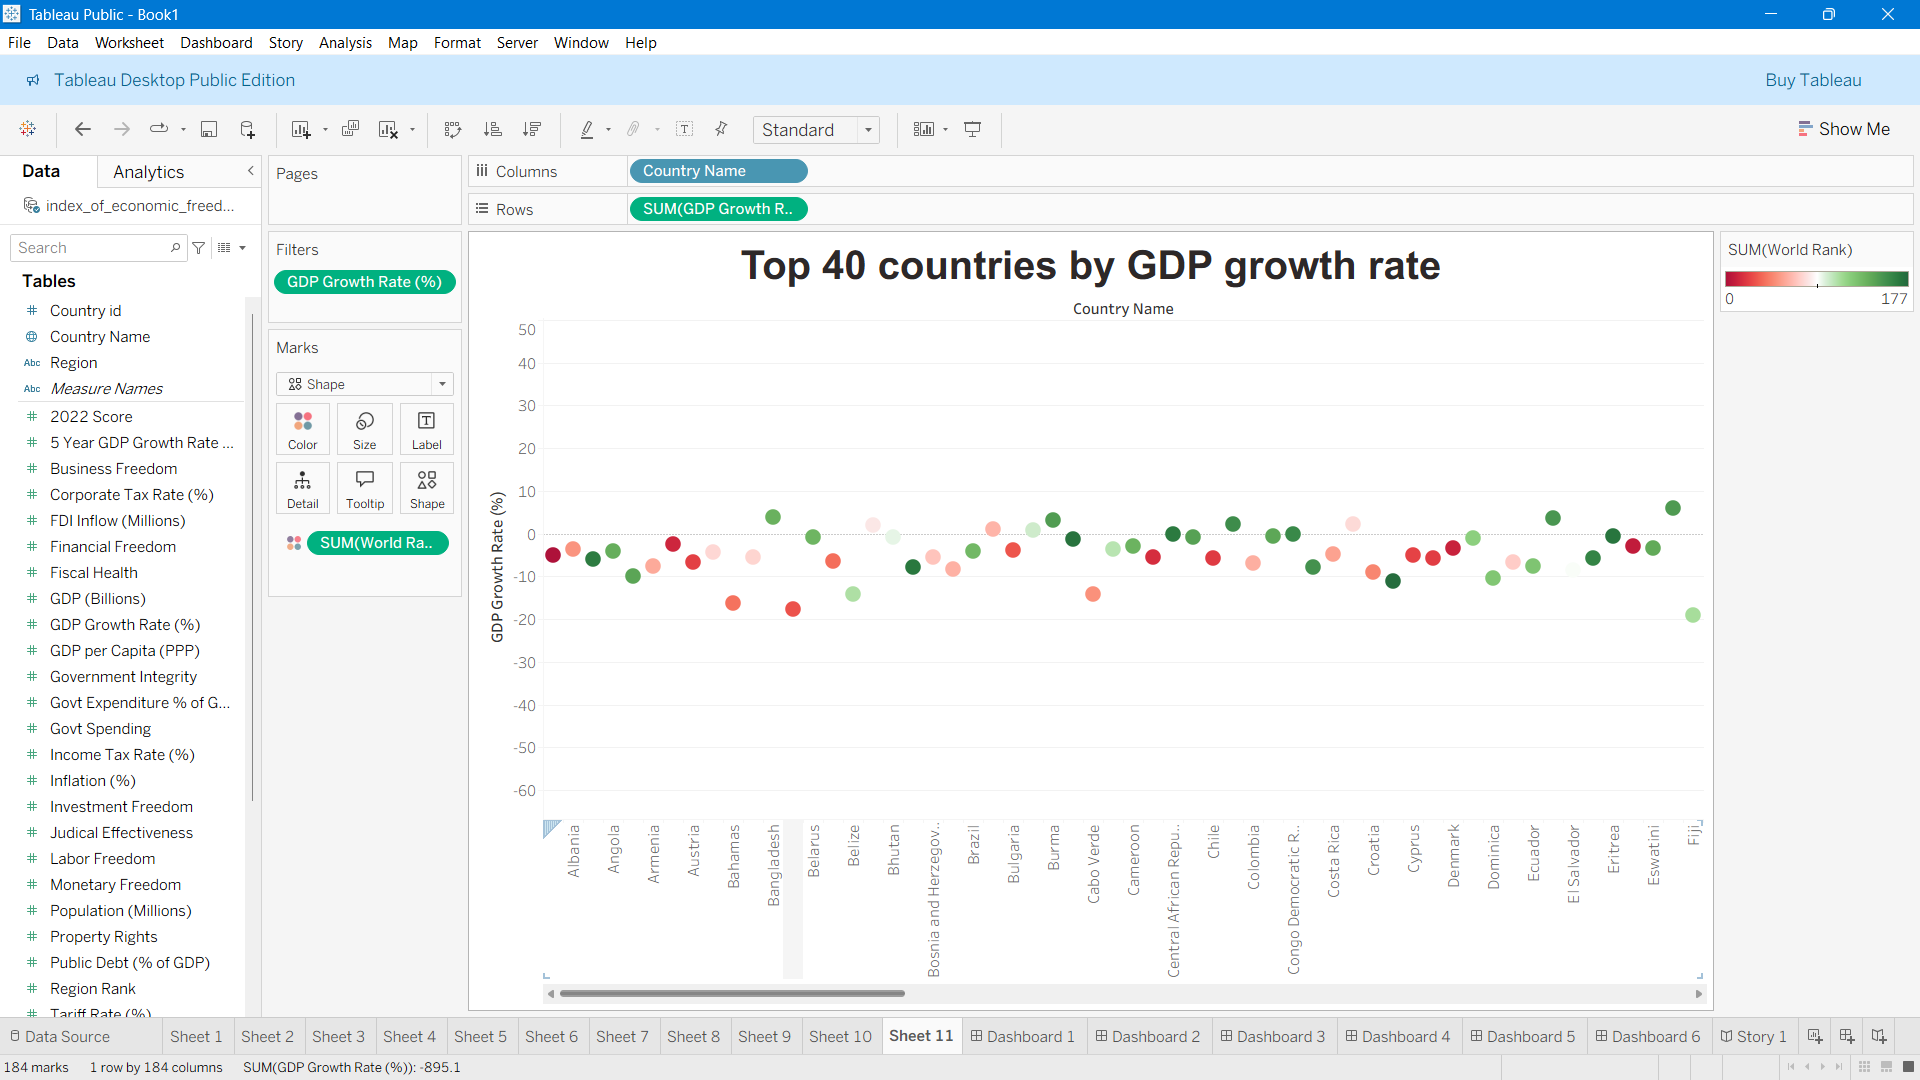 Tableau Public - Book1
File Data Worksheet Dashboard Story Analysis Map Format Server Window Help
Tableau Desktop Public Edition
Buy Tableau
Standard
Show Me
Data
Analytics
index_of_economic_freed...
Search
Tables
Country id
Country Name
Abc Region
Abc Measure Names
2022 Score
5 Year GDP Growth Rate ...
Business Freedom
Corporate Tax Rate (%)
FDI Inflow (Millions)
Financial Freedom
Fiscal Health
GDP (Billions)
GDP Growth Rate (%)
GDP per Capita (PPP)
Government Integrity
Govt Expenditure % of G...
Govt Spending
Income Tax Rate (%)
Inflation (%)
Investment Freedom
Judical Effectiveness
Labor Freedom
Monetary Freedom
Population (Millions)
Property Rights
Public Debt (% of GDP)
Region Rank
Tariff Rate (%)
Pages
Filters
GDP Growth Rate (%)
Marks
Shape
Color
Size
Label
Detail
Tooltip
Shape
SUM(World Ra..
Columns
Country Name
Rows
SUM(GDP Growth R..
Top 40 countries by GDP growth rate
Country Name
GDP Growth Rate (%)
50
40
30
20
10
0
-10
-20
-30
-40
-50
-60
Albania
Angola
Armenia
Austria
Bahamas
Bangladesh
Belarus
Belize
Bhutan
Bosnia and Herzegov..
Brazil
Bulgaria
Burma
Cabo Verde
Cameroon
Central African Repu..
Chile
Colombia
Congo Democratic R..
Costa Rica
Croatia
Cyprus
Denmark
Dominica
Ecuador
El Salvador
Eritrea
Eswatini
Fiji
SUM(World Rank)
0
177
Data Source
Sheet 1
Sheet 2
Sheet 3
Sheet 4
Sheet 5
Sheet 6
Sheet 7
Sheet 8
Sheet 9
Sheet 10
Sheet 11
Dashboard 1
Dashboard 2
Dashboard 3
Dashboard 4
Dashboard 5
Dashboard 6
Story 1
184 marks
1 row by 184 columns
SUM(GDP Growth Rate (%)): -895.1